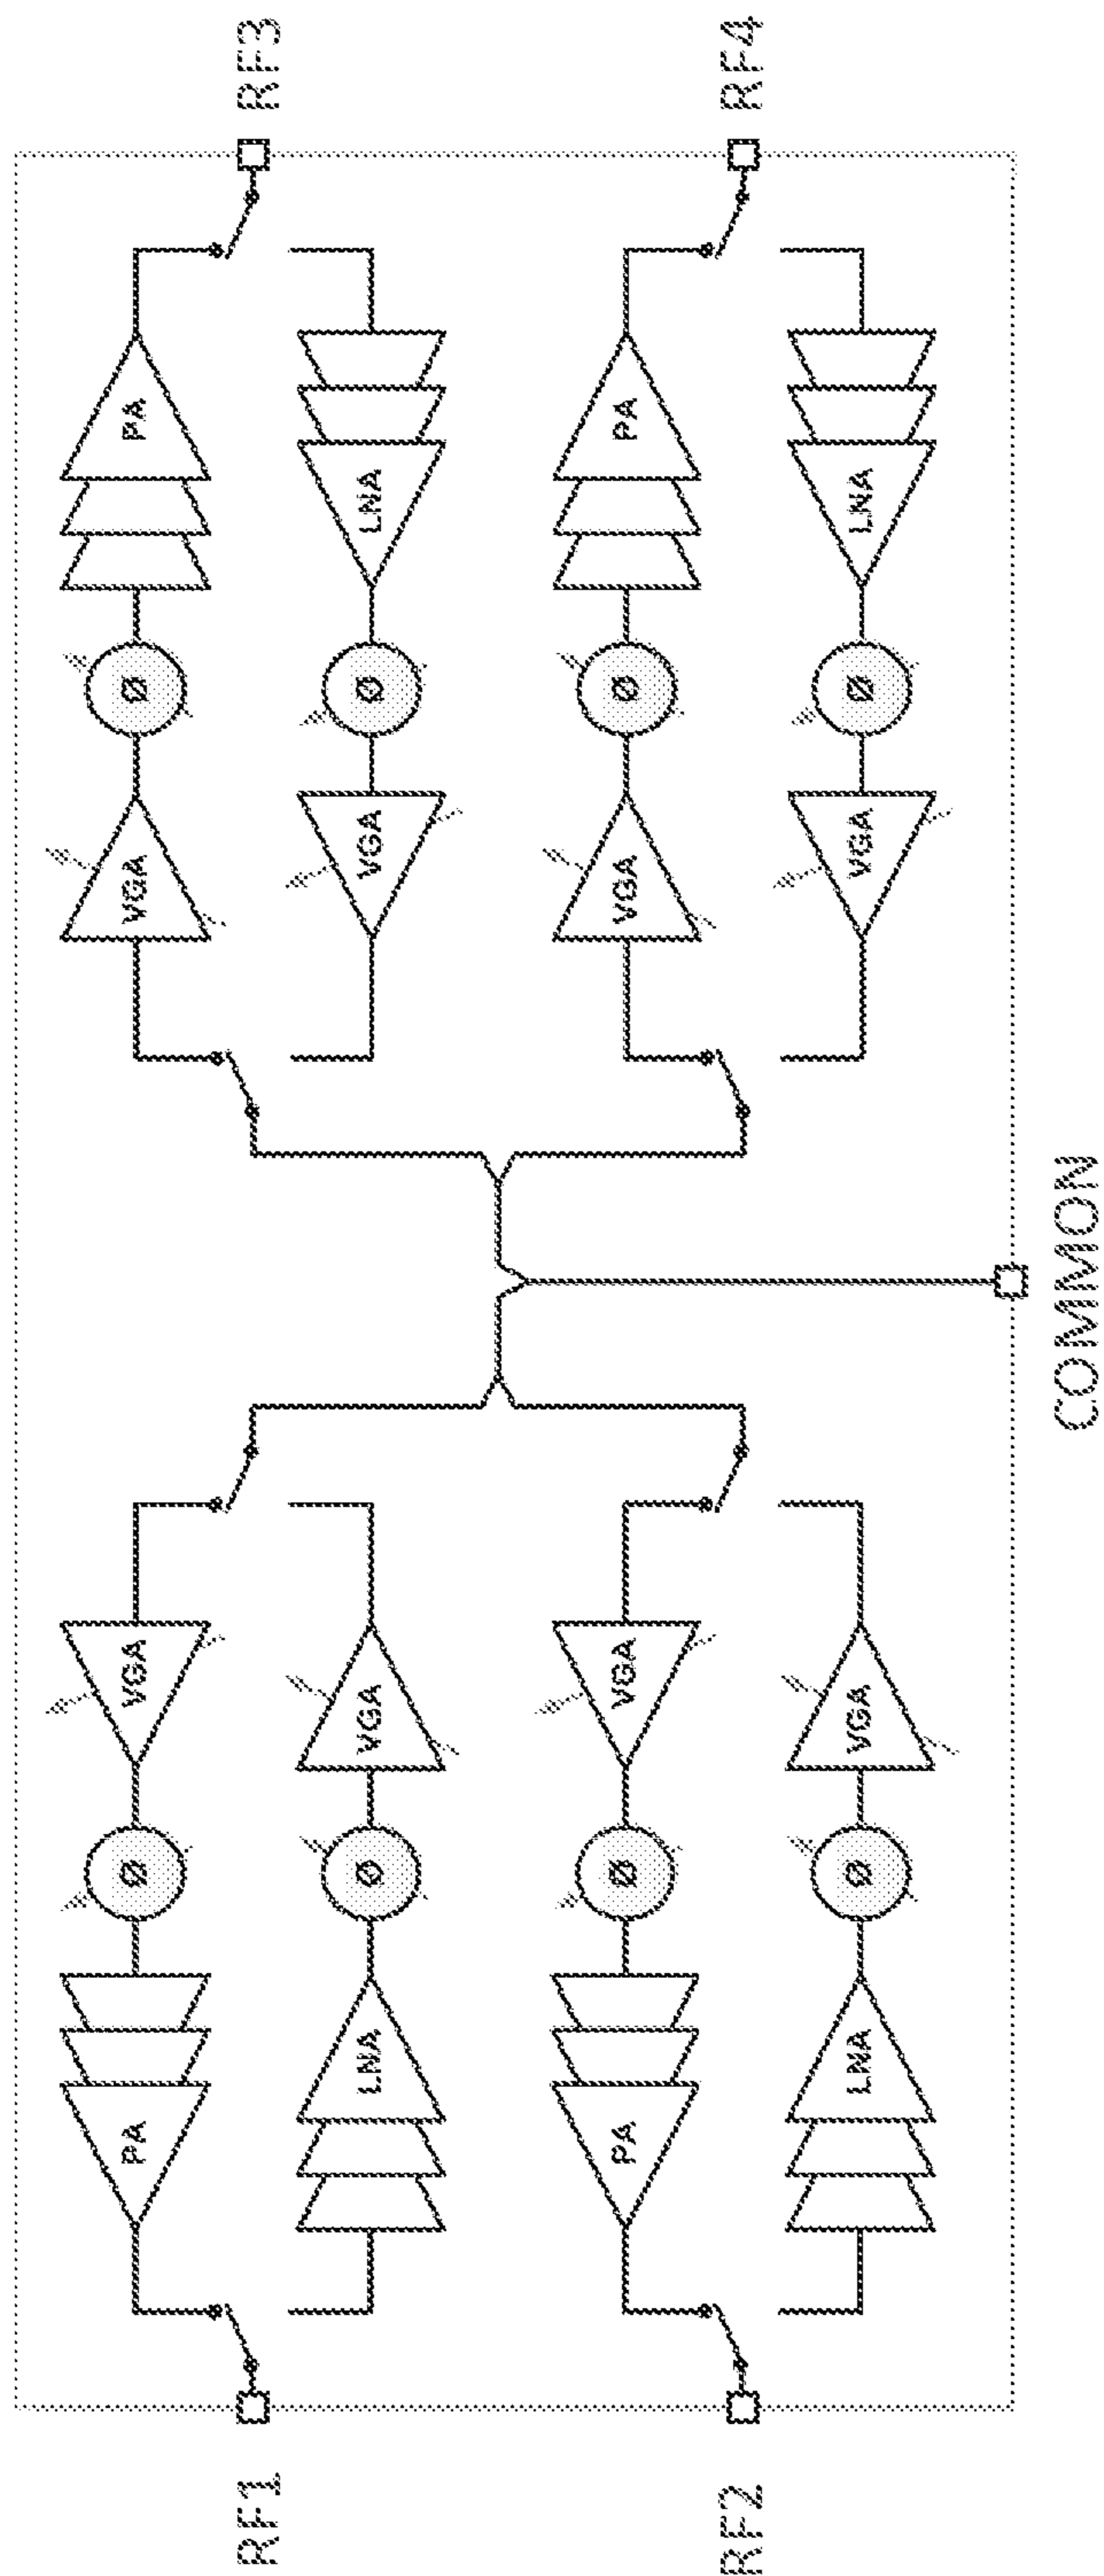 PA Ø VGA VGA Ø PA
RF1 RF3
LNA Ø VGA VGA Ø LNA
PA Ø VGA VGA Ø PA
RF2 RF4
LNA Ø VGA VGA Ø LNA
COMMON